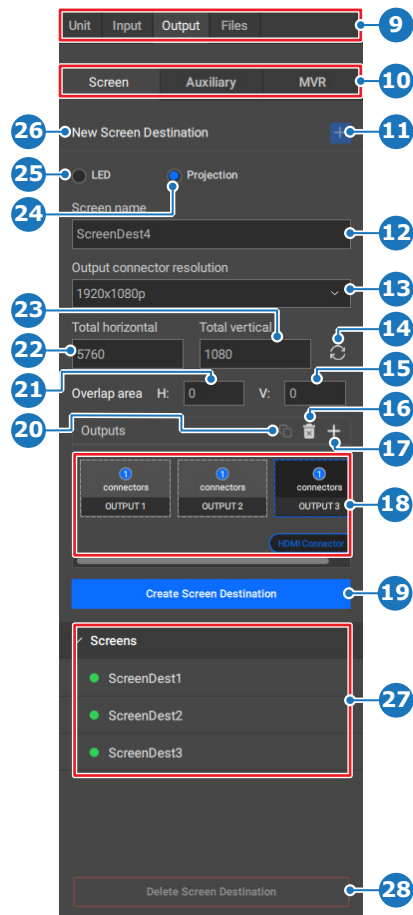 Unit Input Output Files 9
Screen Auxiliary MVR 10
26 New Screen Destination + 11
25 LED Projection
24
Screen name
ScreenDest4 12
Output connector resolution
1920x1080p 13
23
Total horizontal Total vertical 14
22 5760 1080
21 15
Overlap area H: 0 V: 0
16
20 Outputs + 17
1 1 1
connectors connectors connectors 18
OUTPUT 1 OUTPUT 2 OUTPUT 3
HDMI Connector
Create Screen Destination 19
Screens
ScreenDest1
ScreenDest2 27
ScreenDest3
Delete Screen Destination 28